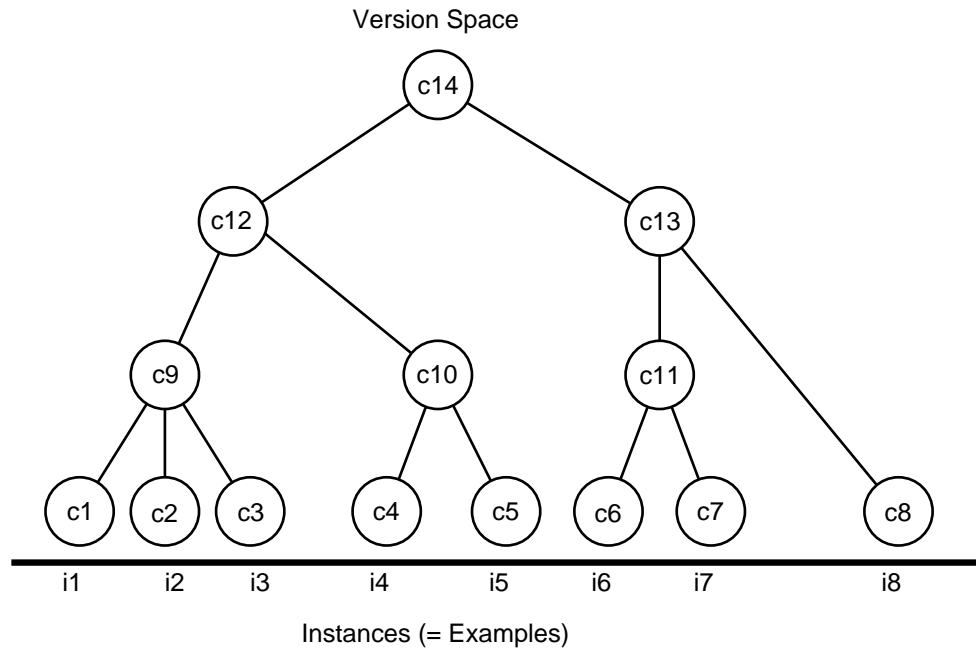 Version Space
c14
c12
c13
c9
c10
c11
c1
c2
c3
c4
c5
c6
c7
c8
i1
i2
i3
i4
i5
i6
i7
i8
Instances (= Examples)